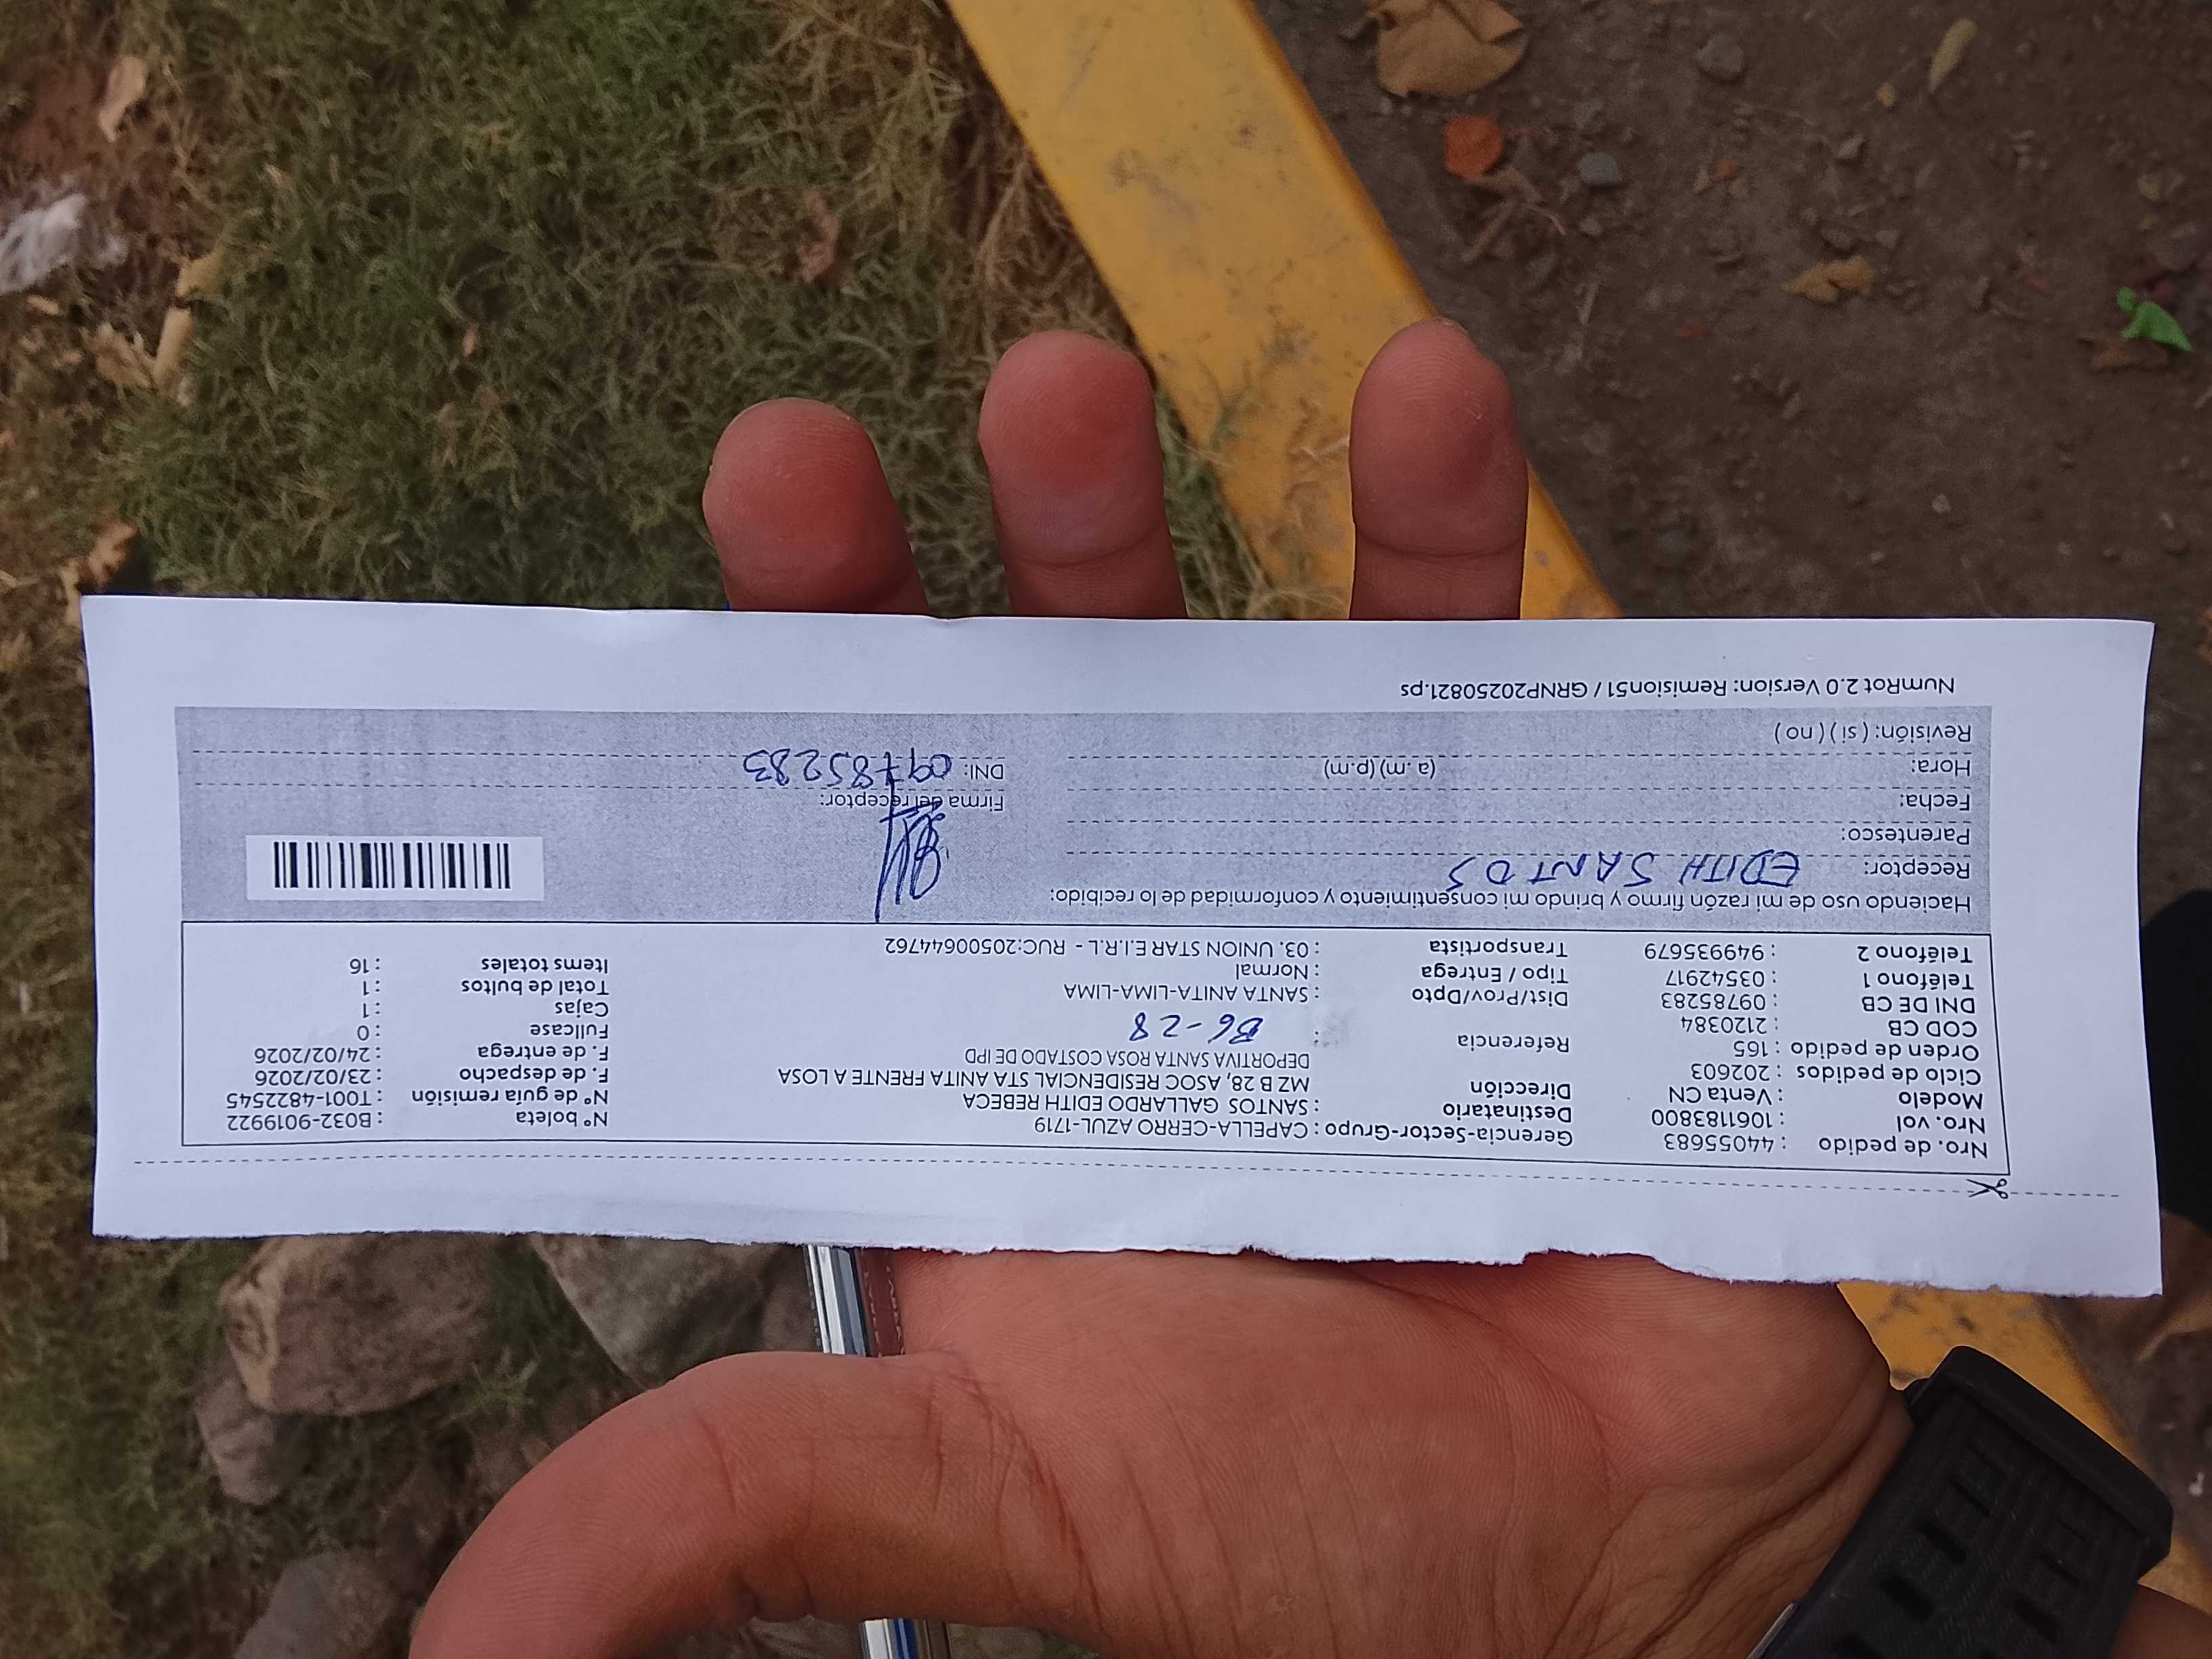 Nro. de pedido : 44055683 Gerencia-Sector-Grupo : CAPELLA-CERRO AZUL-1719 N° boleta : B032-9019922
Nro. vol : 1061183800 Destinatario : SANTOS GALLARDO EDITH REBECA N° de guía remisión : T001-4822545
Modelo : Venta CN Dirección : MZ B 28, ASOC RESIDENCIAL STA ANITA FRENTE A LOSA F. de despacho : 23/02/2026
Ciclo de pedidos : 202603 DEPORTIVA SANTA ROSA COSTADO DE IPD F. de entrega : 24/02/2026
Orden de pedido : 165 Referencia : B6-28 Fullcase : 0
COD CB : 2120384 Dist/Prov/Dpto : SANTA ANITA-LIMA-LIMA Cajas : 1
DNI DE CB : 09785283 Tipo / Entrega : Normal Total de bultos : 1
Teléfono 1 : 03542917 Transportista : 03. UNION STAR E.I.R.L - RUC:20500644762 Items totales : 16
Teléfono 2 : 949935679
Haciendo uso de mi razón firmo y brindo mi consentimiento y conformidad de lo recibido:
Receptor: EDITH SANTOS
Parentesco:
Fecha: Firma del receptor:
Hora: (a. m) (p.m) DNI: 09785283
Revisión: ( si ) ( no )
NumRot 2.0 Version: Remision51 / GRNP20250821.ps